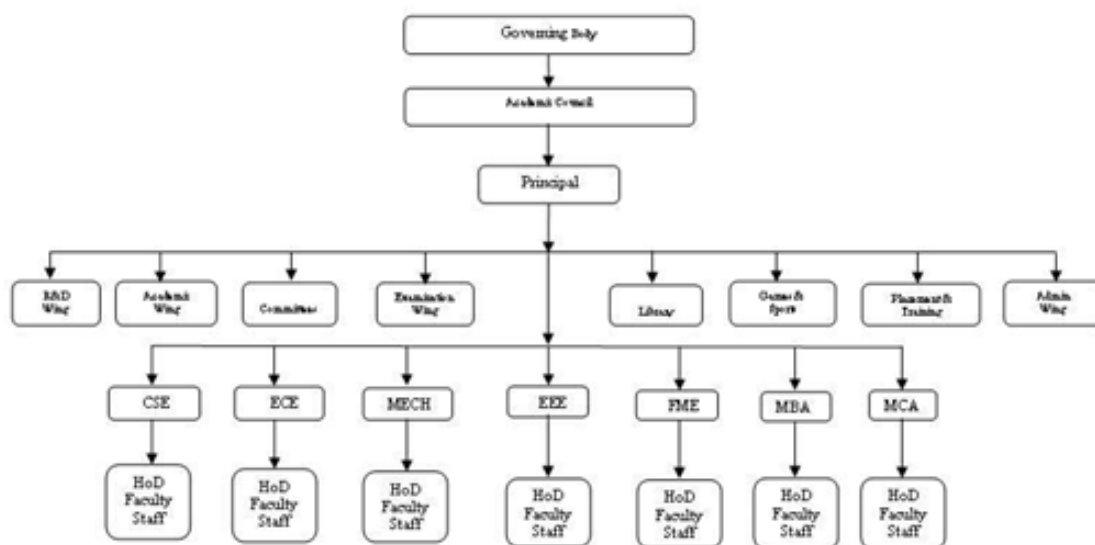 Governing Body
Academic Council
Principal
R&D
Wing
Academic
Wing
Committees
Examination
Wing
Library
Games &
Sports
Placement &
Training
Admin
Wing
CSE
ECE
MECH
EEE
FME
MBA
MCA
HoD
Faculty
Staff
HoD
Faculty
Staff
HoD
Faculty
Staff
HoD
Faculty
Staff
HoD
Faculty
Staff
HoD
Faculty
Staff
HoD
Faculty
Staff